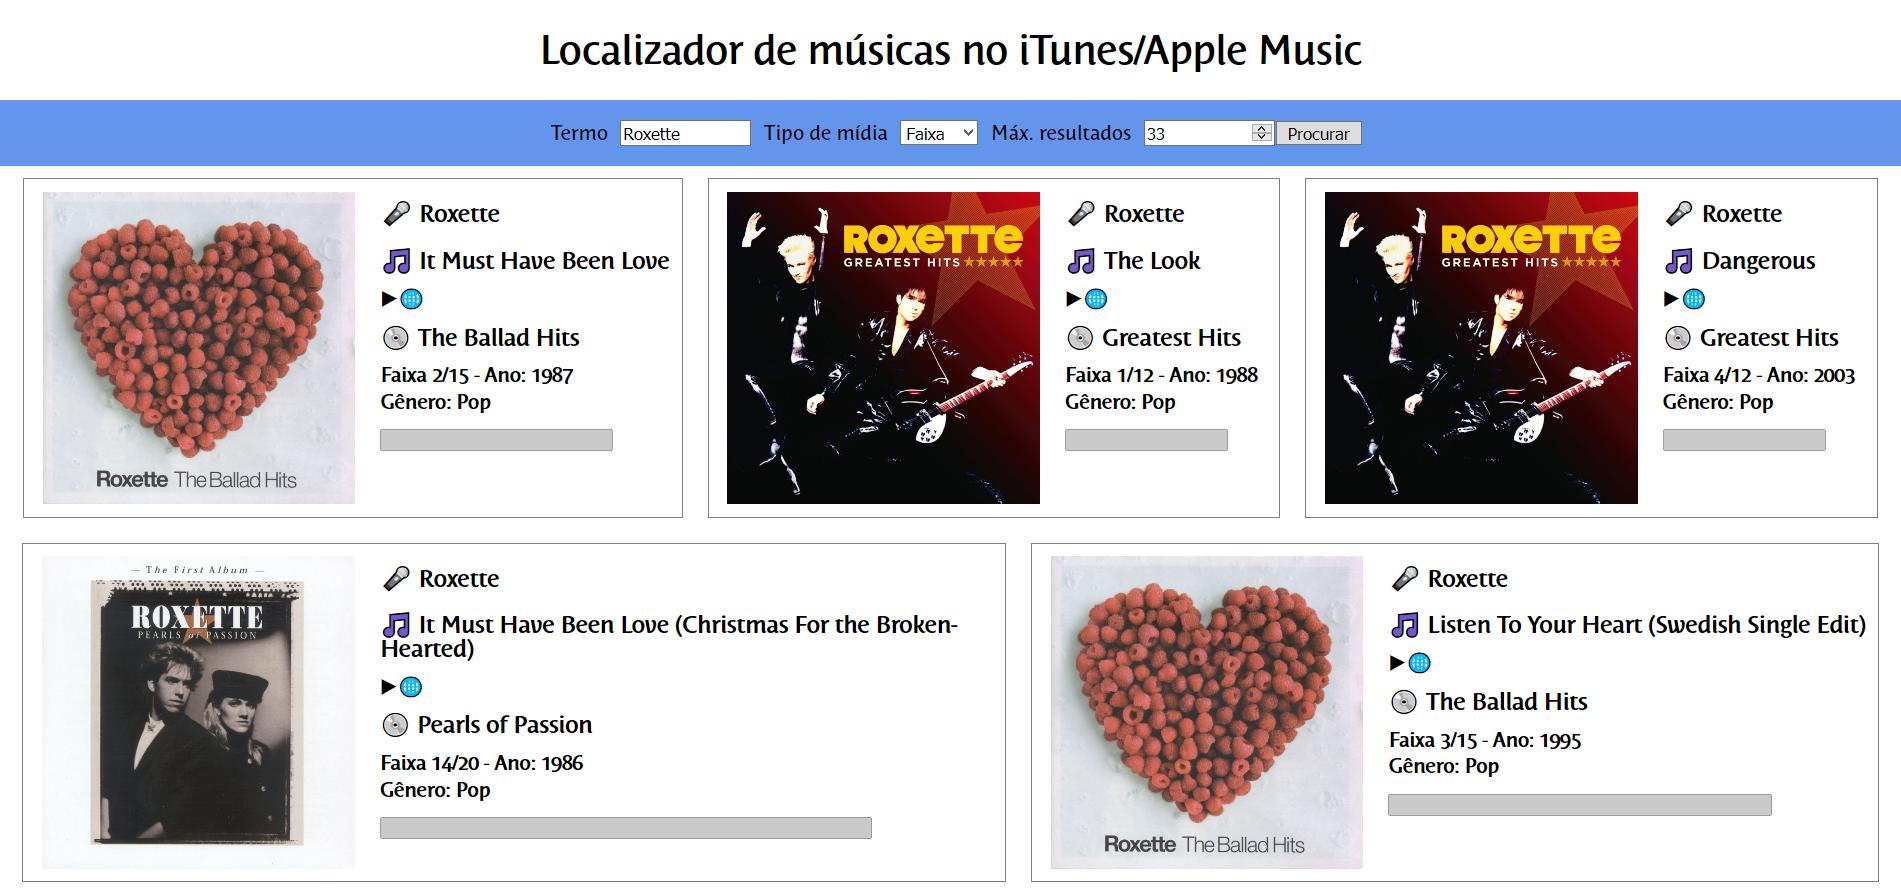 Localizador de músicas no iTunes/Apple Music
Termo Roxette Tipo de mídia Faixa Máx. resultados 33 Procurar
Roxette The Ballad Hits
Roxette
It Must Have Been Love
The Ballad Hits
Faixa 2/15 - Ano: 1987
Gênero: Pop
ROXETTE
GREATEST HITS
Roxette
The Look
Greatest Hits
Faixa 1/12 - Ano: 1988
Gênero: Pop
ROXETTE
GREATEST HITS
Roxette
Dangerous
Greatest Hits
Faixa 4/12 - Ano: 2003
Gênero: Pop
— The First Album —
ROXETTE
PEARLS of PASSION
Roxette
It Must Have Been Love (Christmas For the Broken-
Hearted)
Pearls of Passion
Faixa 14/20 - Ano: 1986
Gênero: Pop
Roxette The Ballad Hits
Roxette
Listen To Your Heart (Swedish Single Edit)
The Ballad Hits
Faixa 3/15 - Ano: 1995
Gênero: Pop